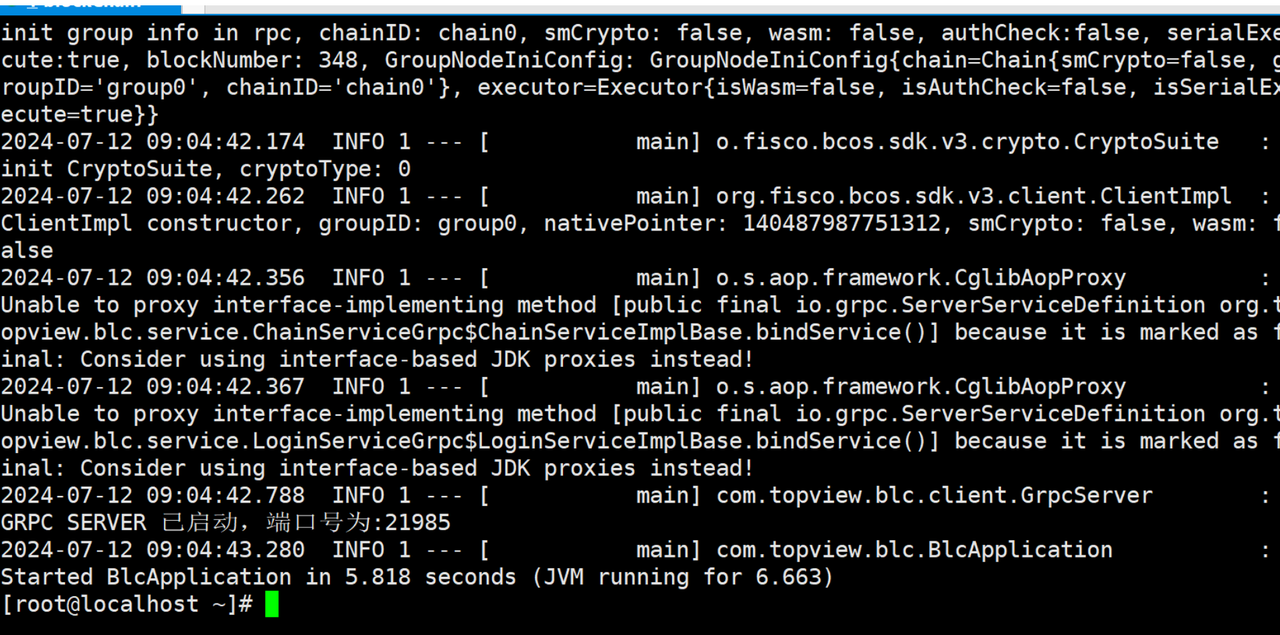 init group info in rpc, chainID: chain0, smCrypto: false, wasm: false, authCheck:false, serialExe
cute:true, blockNumber: 348, GroupNodeIniConfig: GroupNodeIniConfig{chain=Chain{smCrypto=false, g
roupID='group0', chainID='chain0'}, executor=Executor{isWasm=false, isAuthCheck=false, isSerialEx
ecute=true}}
2024-07-12 09:04:42.174  INFO 1 --- [           main] o.fisco.bcos.sdk.v3.crypto.CryptoSuite   :
init CryptoSuite, cryptoType: 0
2024-07-12 09:04:42.262  INFO 1 --- [           main] org.fisco.bcos.sdk.v3.client.ClientImpl  :
ClientImpl constructor, groupID: group0, nativePointer: 140487987751312, smCrypto: false, wasm: f
alse
2024-07-12 09:04:42.356  INFO 1 --- [           main] o.s.aop.framework.CglibAopProxy          :
Unable to proxy interface-implementing method [public final io.grpc.ServerServiceDefinition org.t
opview.blc.service.ChainServiceGrpc$ChainServiceImplBase.bindService()] because it is marked as f
inal: Consider using interface-based JDK proxies instead!
2024-07-12 09:04:42.367  INFO 1 --- [           main] o.s.aop.framework.CglibAopProxy          :
Unable to proxy interface-implementing method [public final io.grpc.ServerServiceDefinition org.t
opview.blc.service.LoginServiceGrpc$LoginServiceImplBase.bindService()] because it is marked as f
inal: Consider using interface-based JDK proxies instead!
2024-07-12 09:04:42.788  INFO 1 --- [           main] com.topview.blc.client.GrpcServer        :
GRPC SERVER 已启动，端口号为:21985
2024-07-12 09:04:43.280  INFO 1 --- [           main] com.topview.blc.BlcApplication           :
Started BlcApplication in 5.818 seconds (JVM running for 6.663)
[root@localhost ~]#